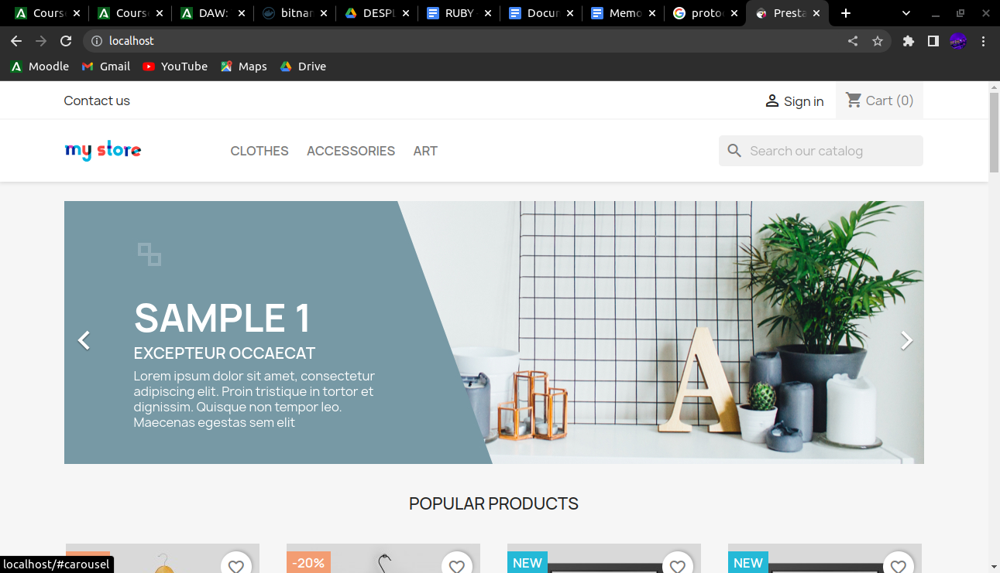 Course
Course
DAW:
bitnar
DESPL
RUBY
Docum
Memo
proto
Presta
localhost
Moodle
Gmail
YouTube
Maps
Drive
Contact us
Sign in
Cart (0)
my store
CLOTHES
ACCESSORIES
ART
Search our catalog
SAMPLE 1
EXCEPTEUR OCCAECAT
Lorem ipsum dolor sit amet, consectetur
adipiscing elit. Proin tristique in tortor et
dignissim. Quisque non tempor leo.
Maecenas egestas sem elit
A
POPULAR PRODUCTS
-20%
NEW
NEW
localhost/#carousel